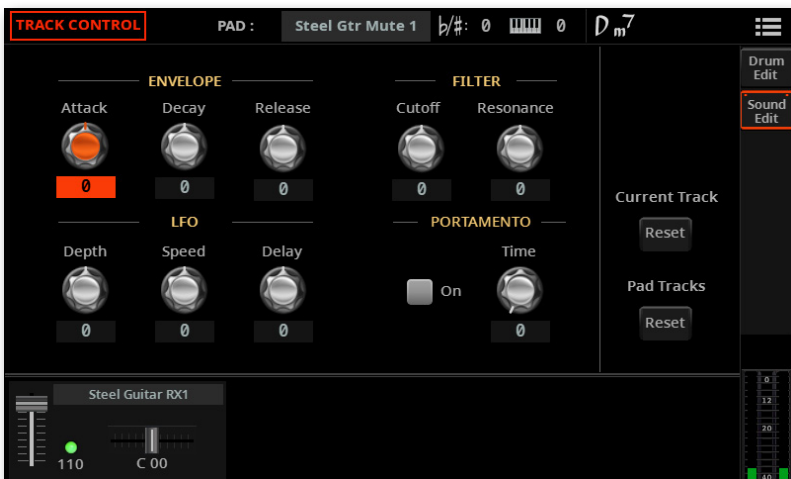 TRACK CONTROL PAD : Steel Gtr Mute 1 ♭/♯: 0 0 Dm7
Drum
Edit
Sound
Edit
ENVELOPE FILTER
Attack Decay Release Cutoff Resonance
0 0 0 0 0
LFO PORTAMENTO
Depth Speed Delay Time
On
0 0 0 0
Current Track
Reset
Pad Tracks
Reset
Steel Guitar RX1
110 C 00
0
12
20
40